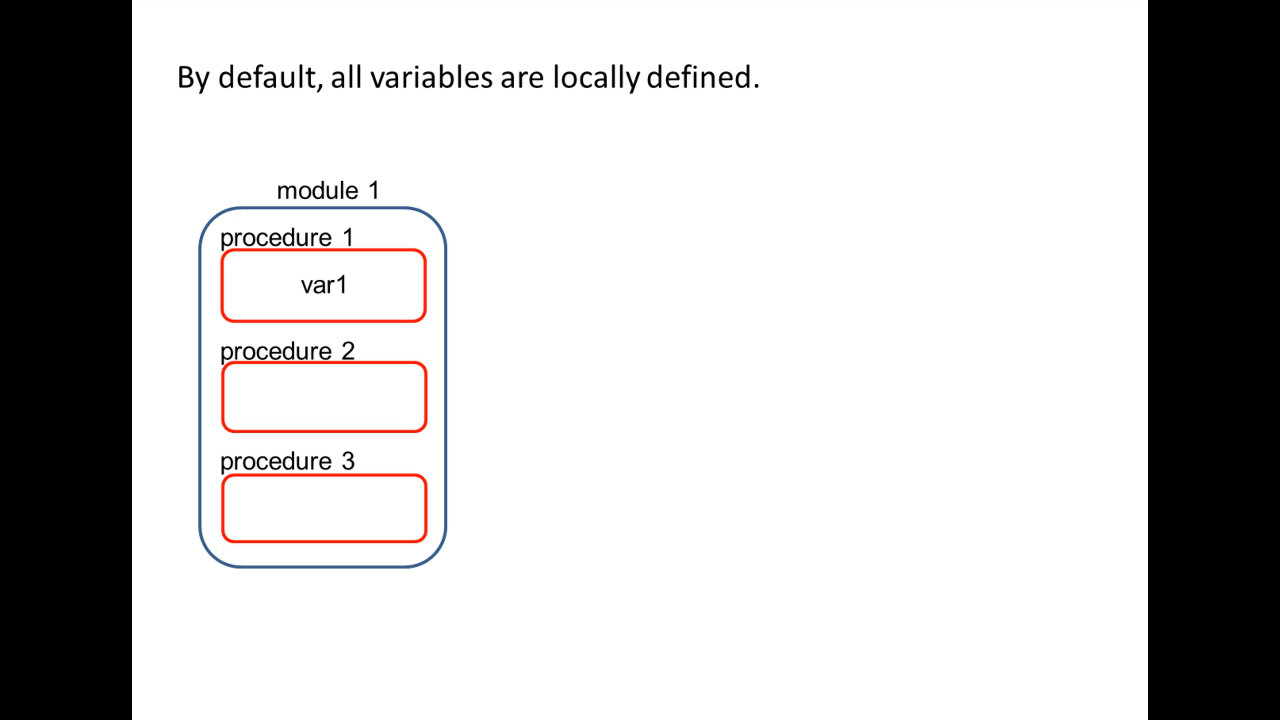 By default, all variables are locally defined.
module 1
procedure 1
var1
procedure 2
procedure 3